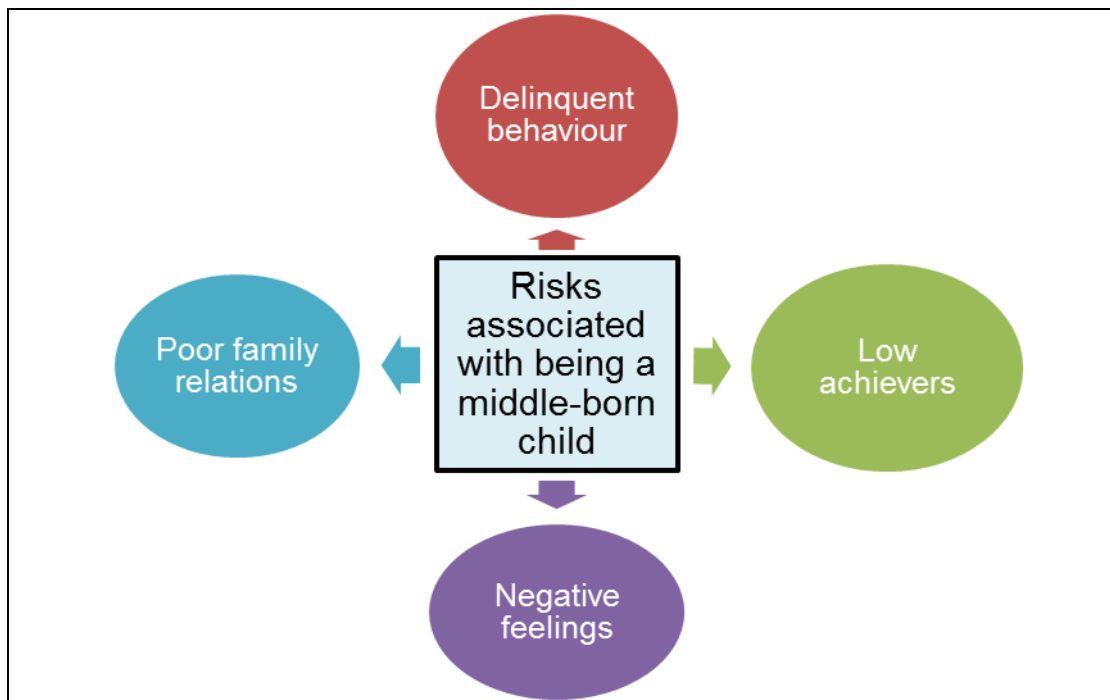 Delinquent
behaviour
Poor family
relations
Risks
associated
with being a
middle-born
child
Low
achievers
Negative
feelings